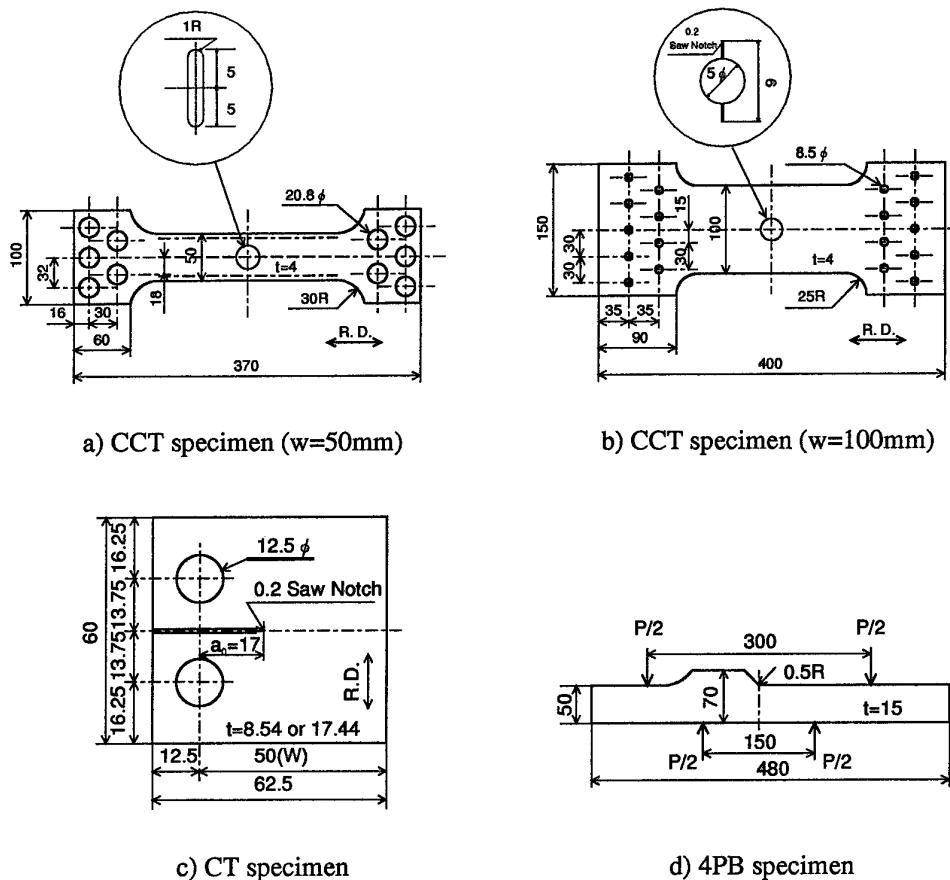 1R
5
5
20.8 ϕ
100
32
50
18
t=4
16
30
30R
60
R. D.
370
a) CCT specimen (w=50mm)
0.2
Saw Notch
5 ϕ
9
8.5 ϕ
150
30
30
15
30
100
t=4
35
35
25R
90
R. D.
400
b) CCT specimen (w=100mm)
16.25
12.5 ϕ
13.75
0.2 Saw Notch
60
a₀=17
13.75
R.D.
16.25
t=8.54 or 17.44
12.5
50(W)
62.5
c) CT specimen
P/2
P/2
300
0.5R
50
70
t=15
150
P/2
P/2
480
d) 4PB specimen